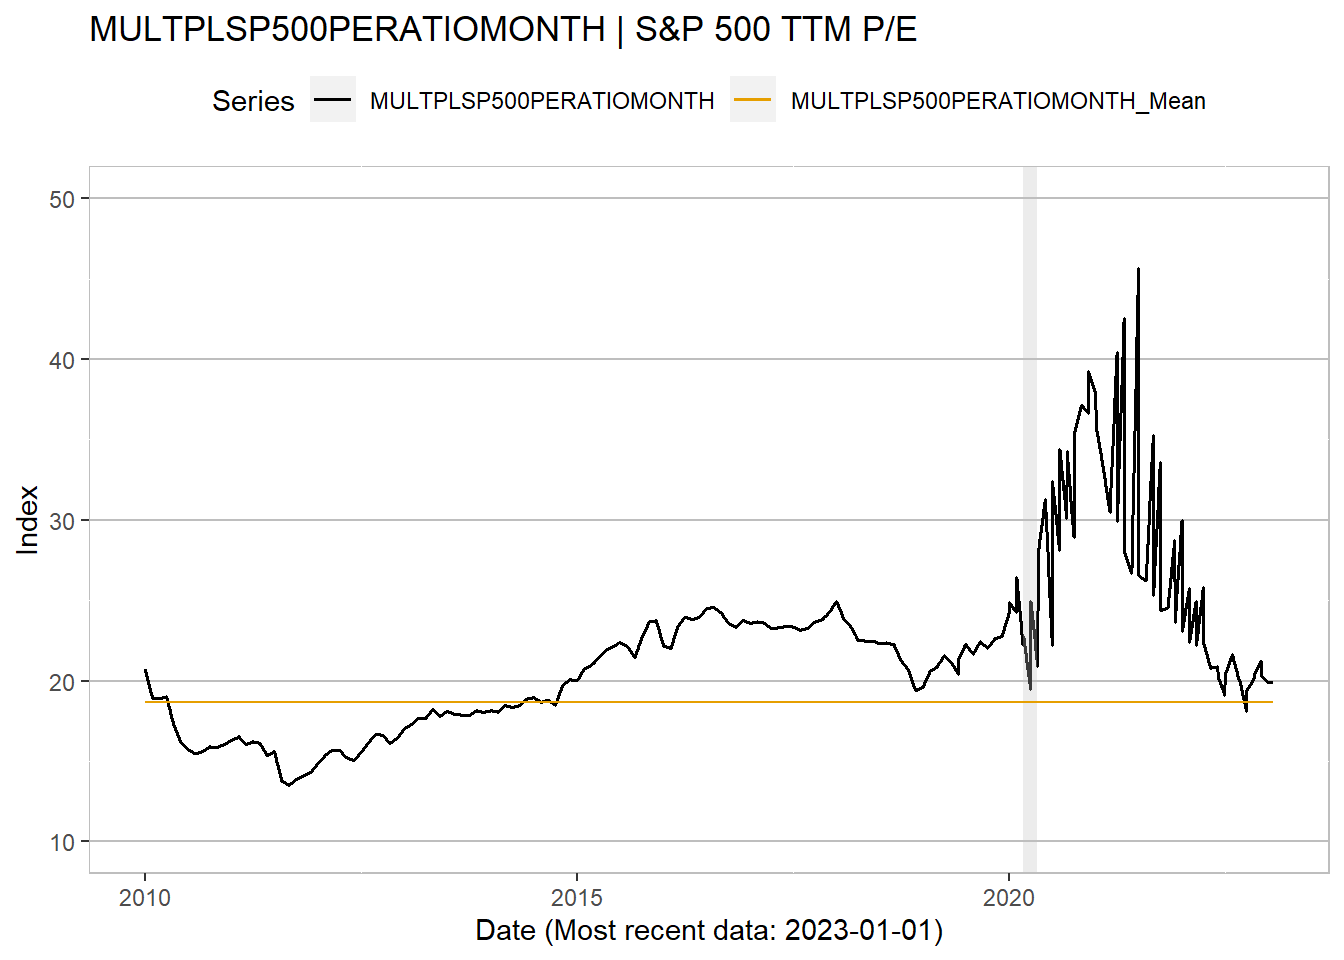 MULTPLSP500PERATIOMONTH | S&P 500 TTM P/E
Series MULTPLSP500PERATIOMONTH MULTPLSP500PERATIOMONTH_Mean
50
40
30
20
10
Index
2010 2015 2020
Date (Most recent data: 2023-01-01)